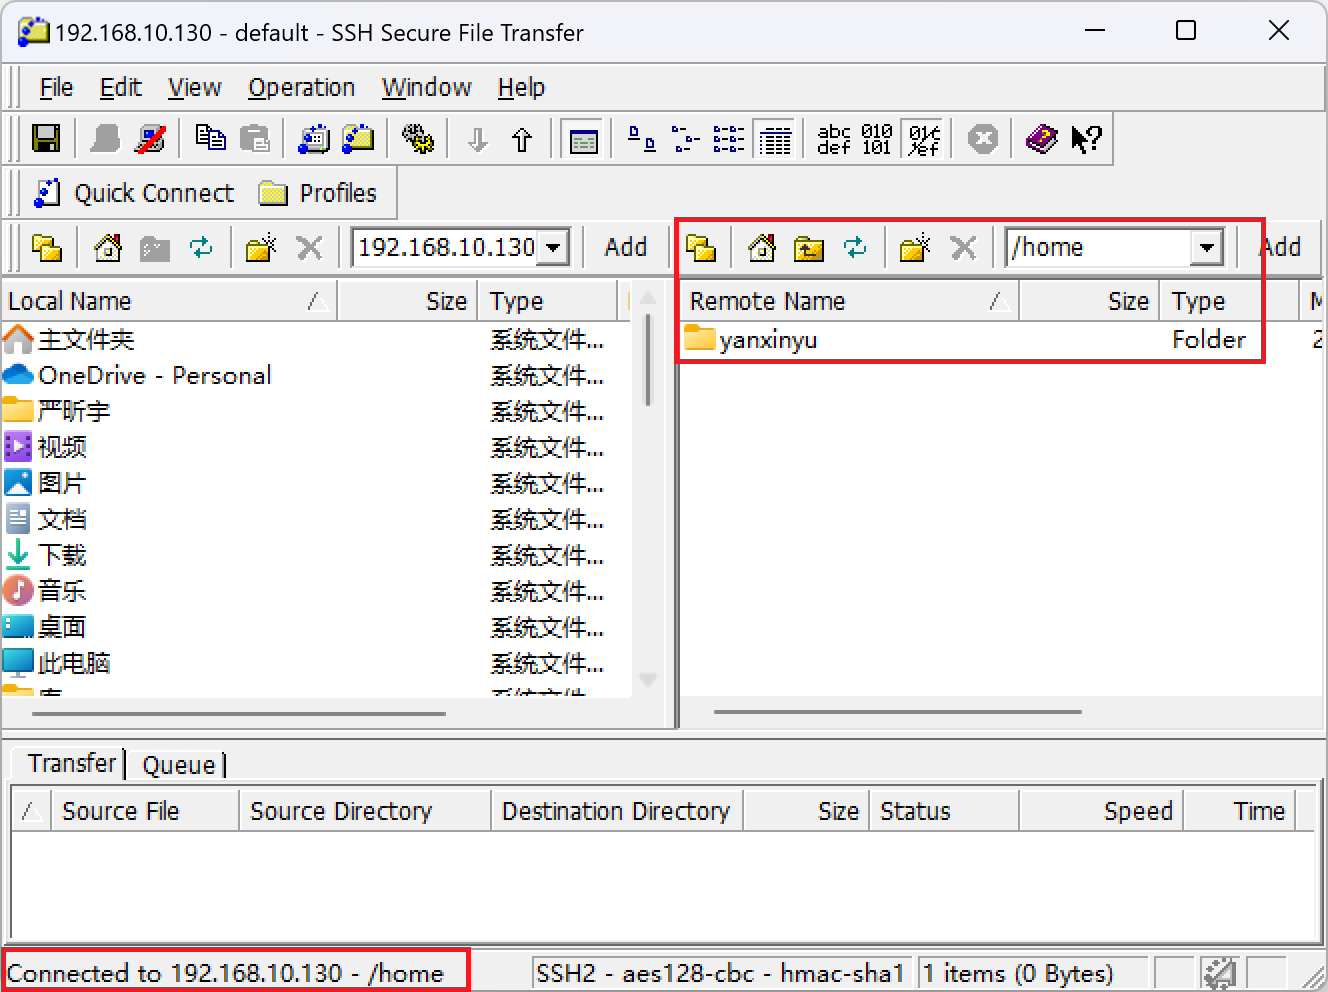 192.168.10.130 - default - SSH Secure File Transfer
File Edit View Operation Window Help
abc def 010 101
Quick Connect Profiles
192.168.10.130 Add /home Add
Local Name Size Type
主文件夹 系统文件...
OneDrive - Personal 系统文件...
严昕宇 系统文件...
视频 系统文件...
图片 系统文件...
文档 系统文件...
下载 系统文件...
音乐 系统文件...
桌面 系统文件...
此电脑 系统文件...
Remote Name Size Type M
yanxinyu Folder 2
Transfer Queue
Source File Source Directory Destination Directory Size Status Speed Time
Connected to 192.168.10.130 - /home SSH2 - aes128-cbc - hmac-sha1 1 items (0 Bytes)